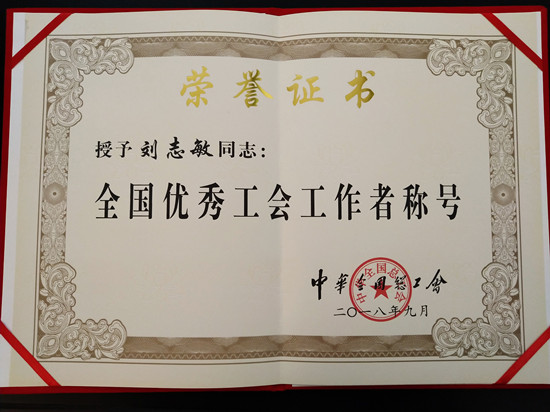 荣誉证书
授予刘志敏同志：
全国优秀工会工作者称号
中华全国总工會
二〇一八年九月